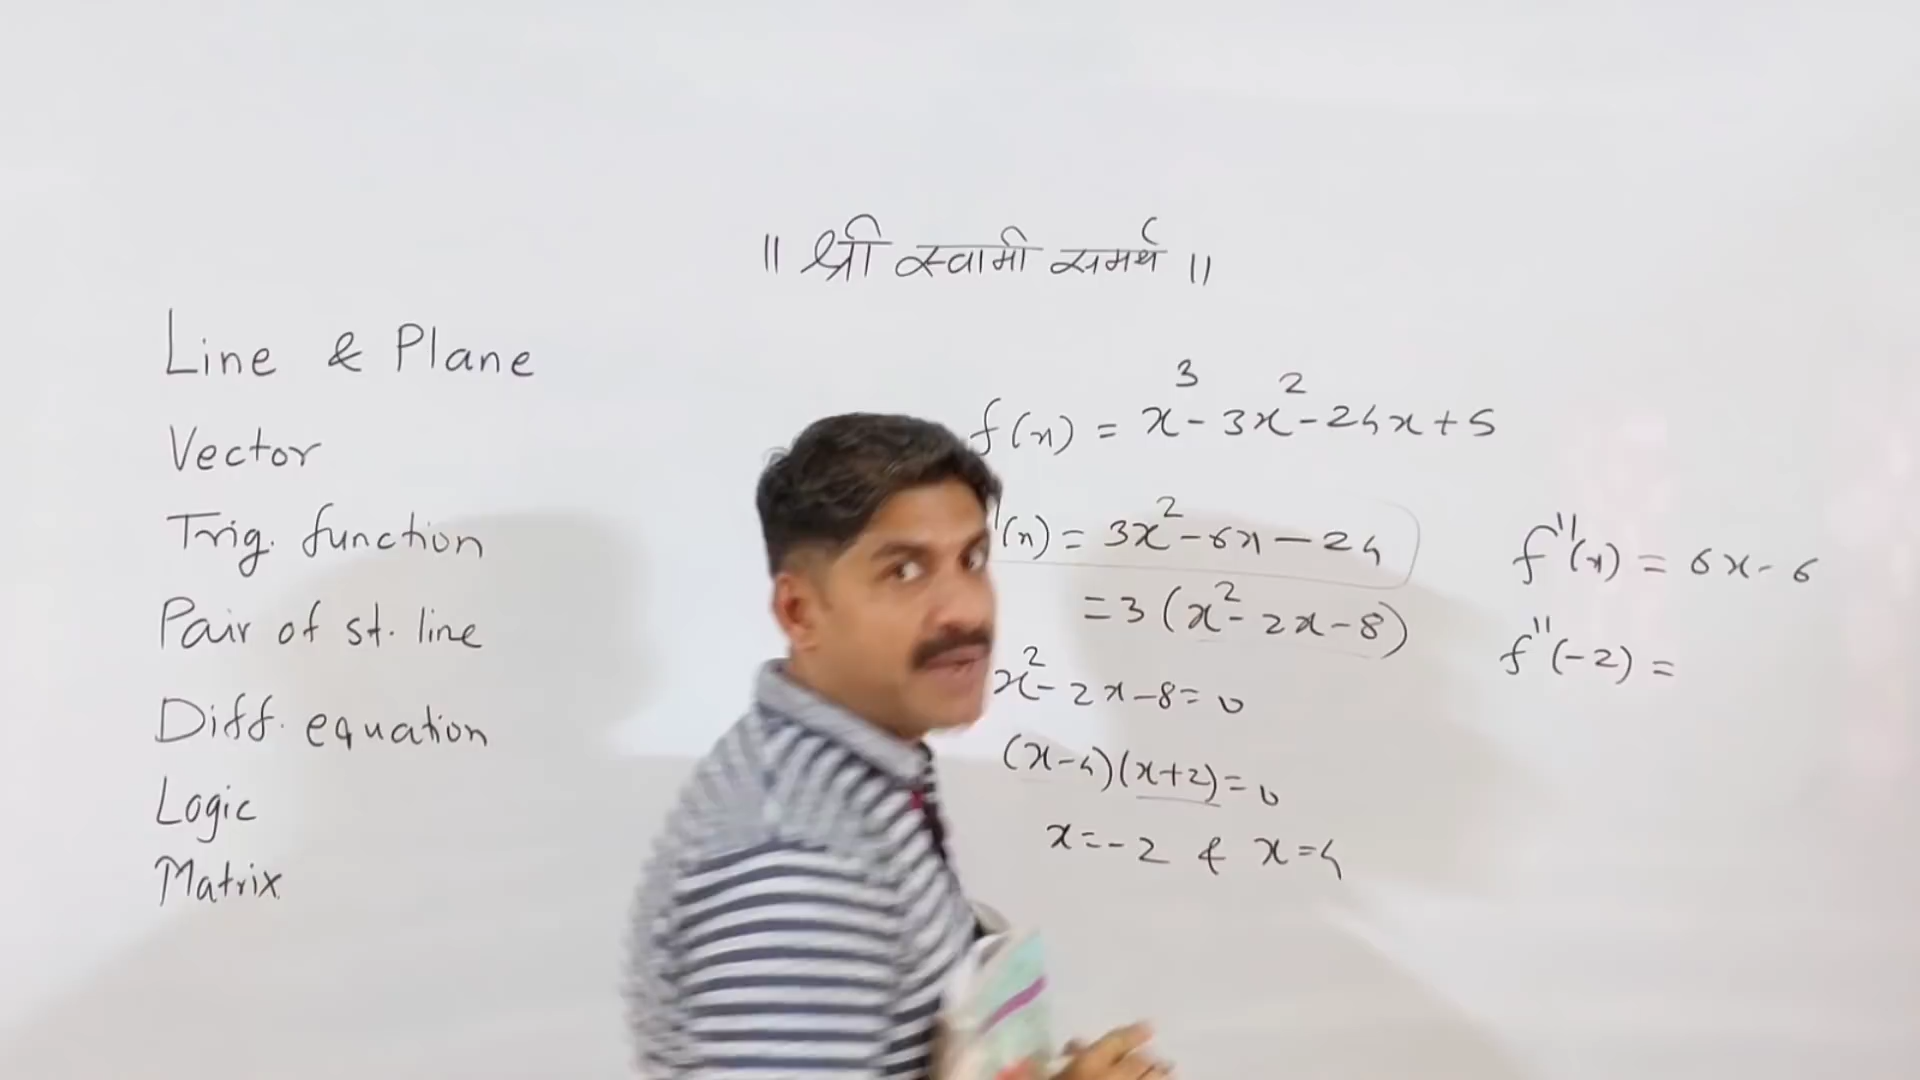 ॥ श्री स्वामी समर्थ ॥
Line & Plane
Vector
Trig. function
Pair of st. line
Diff. equation
Logic
Matrix
f(x) = x³ - 3x² - 24x + 5
'(x) = 3x² - 6x - 24
= 3(x² - 2x - 8)
x² - 2x - 8 = 0
(x-4)(x+2) = 0
x = -2 & x = 4
f''(x) = 6x - 6
f''(-2) =